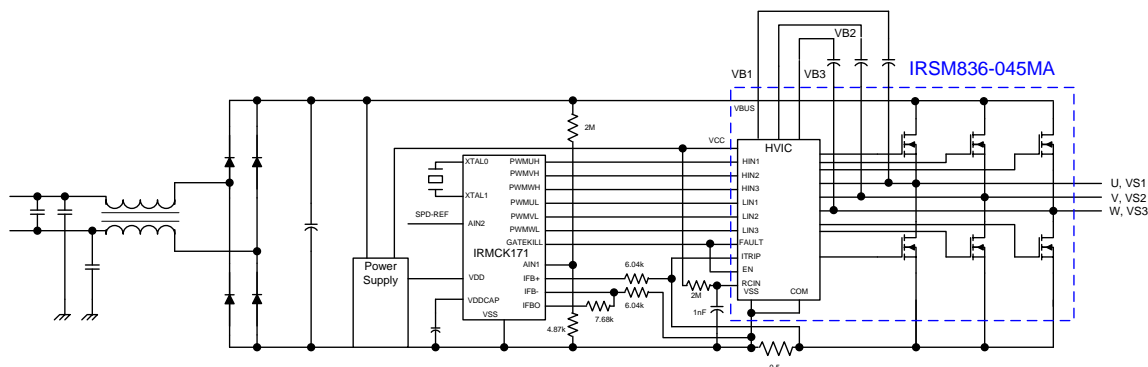 VB1
VB2
VB3
IRSM836-045MA
VBUS
2M
VCC
HVIC
XTAL0
XTAL1
SPD-REF
AIN2
IRMCK171
VDD
VDDCAP
VSS
PWMUH
PWMVH
PWMWH
PWMUL
PWMVL
PWMWL
GATEKILL
AIN1
IFB+
IFB-
IFBO
HIN1
HIN2
HIN3
LIN1
LIN2
LIN3
FAULT
ITRIP
EN
RCIN
VSS
COM
U, VS1
V, VS2
W, VS3
Power
Supply
6.04k
6.04k
7.68k
4.87k
2M
1nF